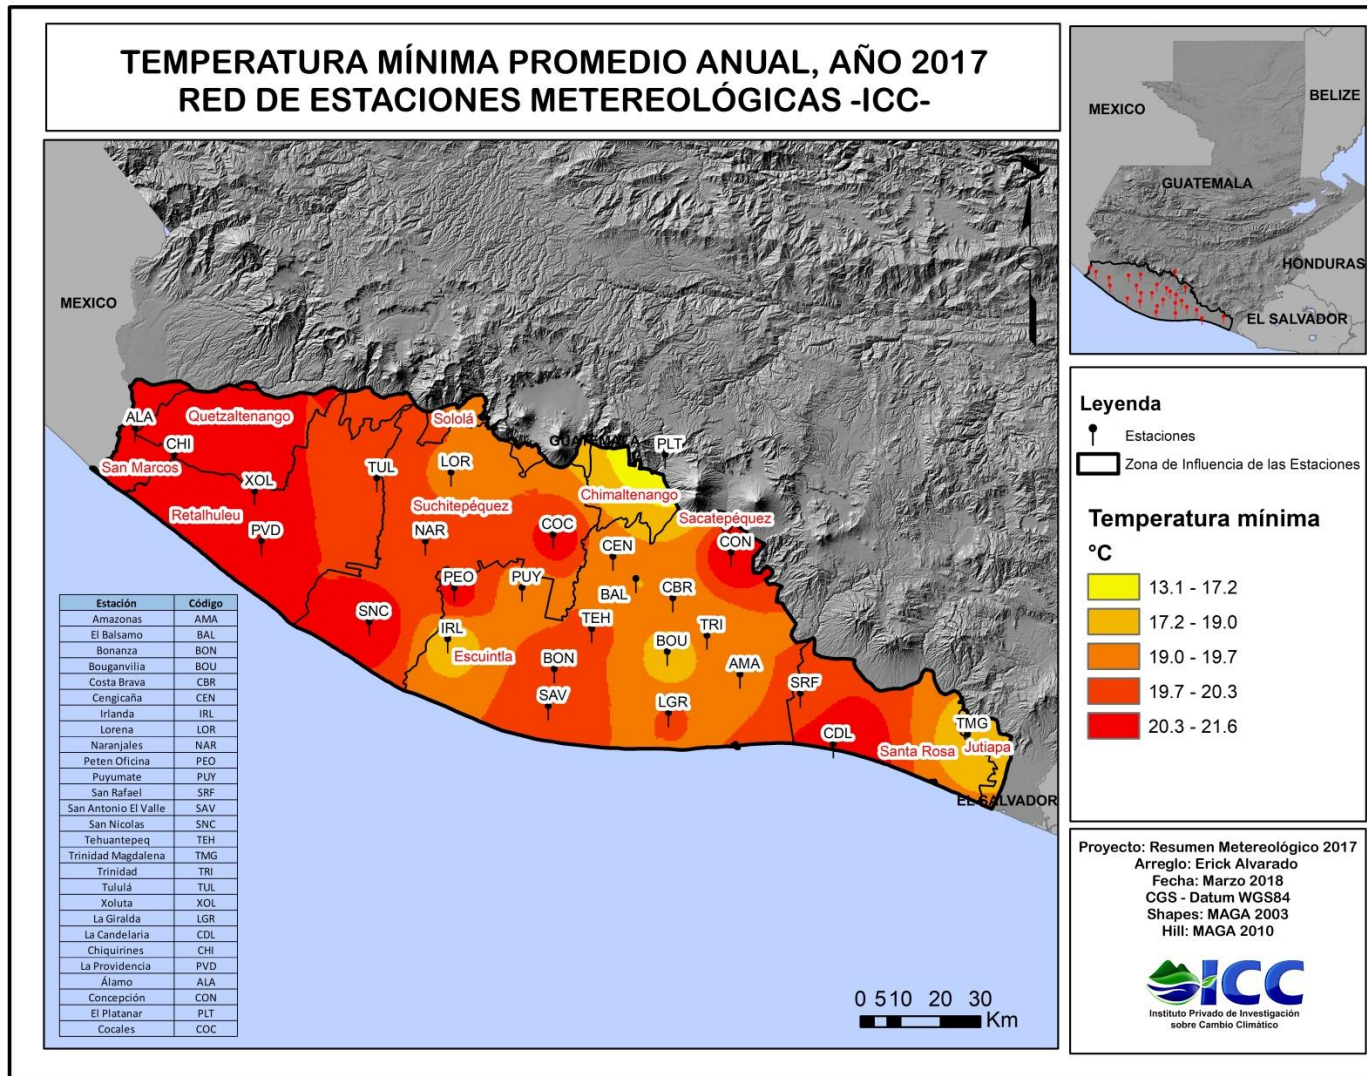 TEMPERATURA MÍNIMA PROMEDIO ANUAL, AÑO 2017
RED DE ESTACIONES METEREOLÓGICAS -ICC-
MEXICO
GUATEMALA
EL SALVADOR
ALA
Quetzaltenango
CHI
San Marcos
XOL
Retalhuleu
PVD
TUL
Sololá
LOR
Suchitepéquez
NAR
COC
PLT
Chimaltenango
Sacatepéquez
CON
CEN
PEO
PUY
BAL
CBR
SNC
TEH
IRL
Escuintla
BOU
TRI
BON
AMA
SAV
LGR
SRF
CDL
TMG
Santa Rosa
Jutiapa
Estación Código
Amazonas AMA
El Balsamo BAL
Bonanza BON
Bouganvilia BOU
Costa Brava CBR
Cengicaña CEN
Irlanda IRL
Lorena LOR
Naranjales NAR
Peten Oficina PEO
Puyumate PUY
San Rafael SRF
San Antonio El Valle SAV
San Nicolas SNC
Tehuantepeq TEH
Trinidad Magdalena TMG
Trinidad TRI
Tululá TUL
Xoluta XOL
La Giralda LGR
La Candelaria CDL
Chiquirines CHI
La Providencia PVD
Álamo ALA
Concepción CON
El Platanar PLT
Cocales COC
0 5 10 20 30
Km
MEXICO
BELIZE
GUATEMALA
HONDURAS
EL SALVADOR
Leyenda
Estaciones
Zona de Influencia de las Estaciones
Temperatura mínima
°C
13.1 - 17.2
17.2 - 19.0
19.0 - 19.7
19.7 - 20.3
20.3 - 21.6
Proyecto: Resumen Metereológico 2017
Arreglo: Erick Alvarado
Fecha: Marzo 2018
CGS - Datum WGS84
Shapes: MAGA 2003
Hill: MAGA 2010
ICC
Instituto Privado de Investigación
sobre Cambio Climático